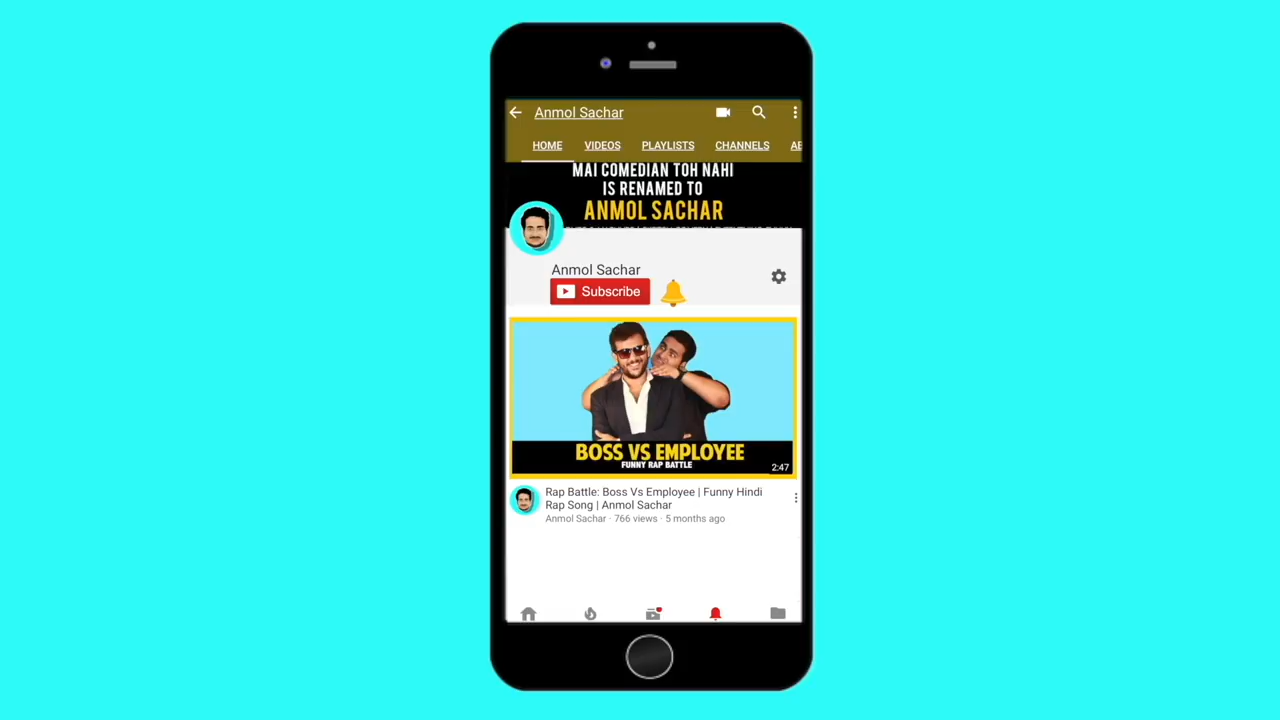 Anmol Sachar
HOME VIDEOS PLAYLISTS CHANNELS
MAI COMEDIAN TOH NAHI
IS RENAMED TO
ANMOL SACHAR
Anmol Sachar
Subscribe
BOSS VS EMPLOYEE
FUNNY RAP BATTLE
2:47
Rap Battle: Boss Vs Employee | Funny Hindi
Rap Song | Anmol Sachar
Anmol Sachar · 766 views · 5 months ago